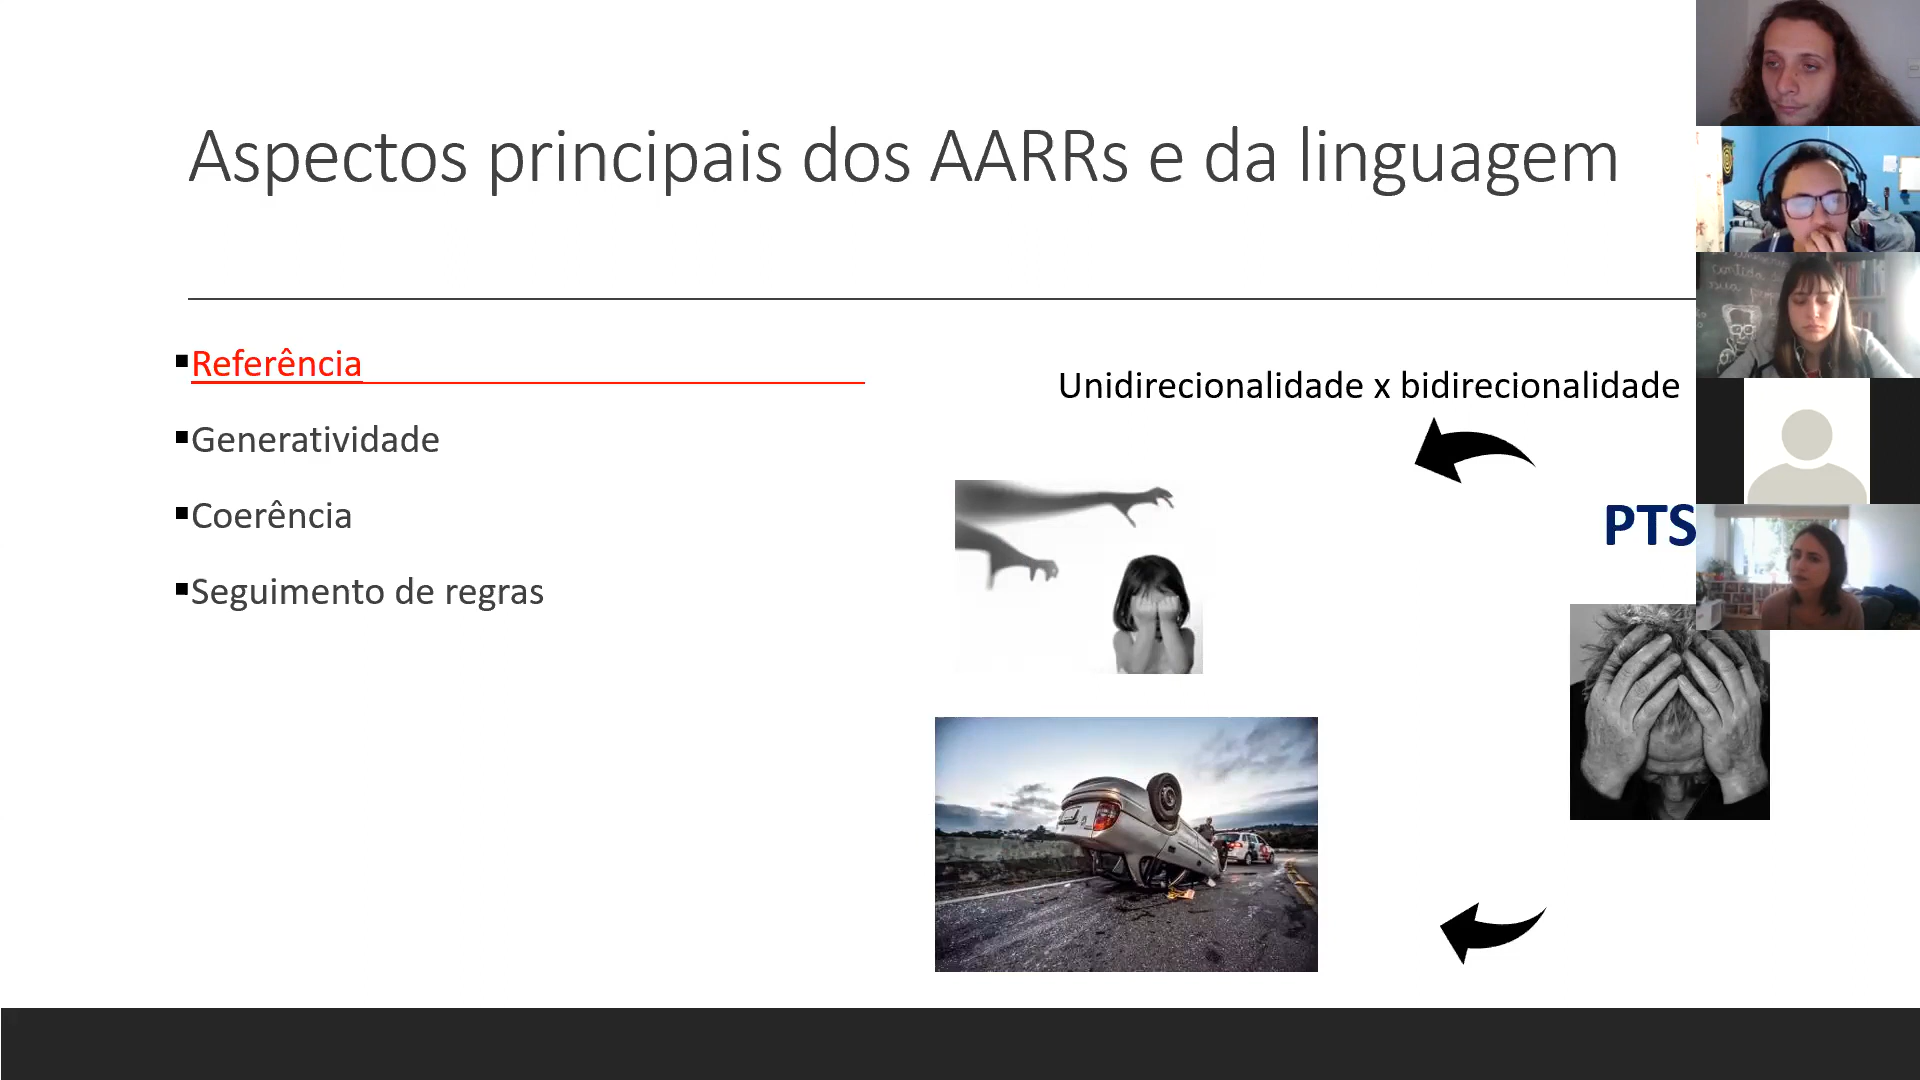 Aspectos principais dos AARRs e da linguagem
Referência
Generatividade
Coerência
Seguimento de regras
Unidirecionalidade x bidirecionalidade
PTS